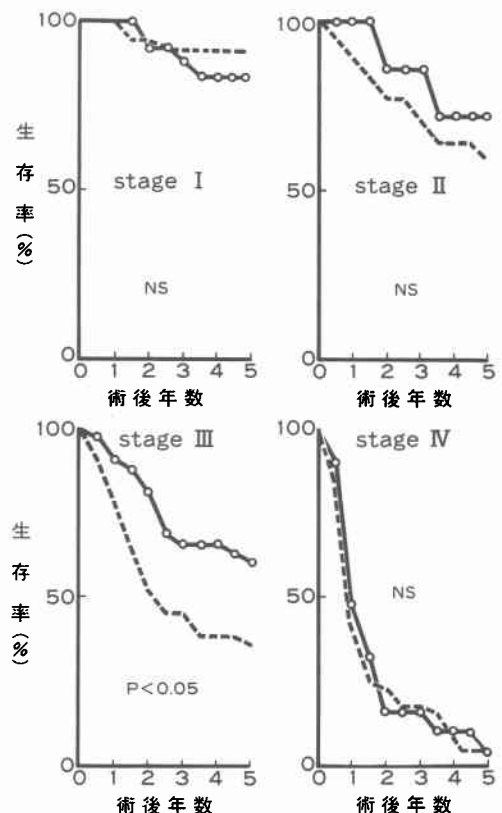 100
50
0
生存率(%)
stage Ⅰ
NS
0 1 2 3 4 5
術後年数
100
50
0
stage Ⅱ
NS
0 1 2 3 4 5
術後年数
100
50
0
生存率(%)
stage Ⅲ
P<0.05
0 1 2 3 4 5
術後年数
100
50
0
stage Ⅳ
NS
0 1 2 3 4 5
術後年数